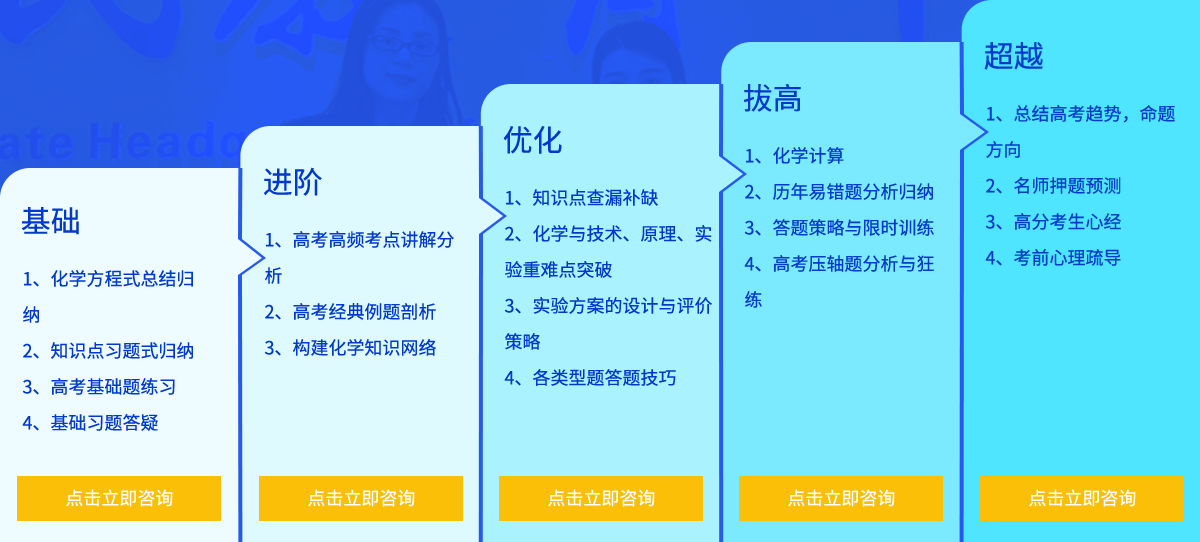 ate Head
基础
1、化学方程式总结归
纳
2、知识点习题式归纳
3、高考基础题练习
4、基础习题答疑
点击立即咨询
进阶
1、高考高频考点讲解分
析
2、高考经典例题剖析
3、构建化学知识网络
点击立即咨询
优化
1、知识点查漏补缺
2、化学与技术、原理、实
验重难点突破
3、实验方案的设计与评价
策略
4、各类型题答题技巧
点击立即咨询
拔高
1、化学计算
2、历年易错题分析归纳
3、答题策略与限时训练
4、高考压轴题分析与狂
练
点击立即咨询
超越
1、总结高考趋势，命题
方向
2、名师押题预测
3、高分考生心经
4、考前心理疏导
点击立即咨询